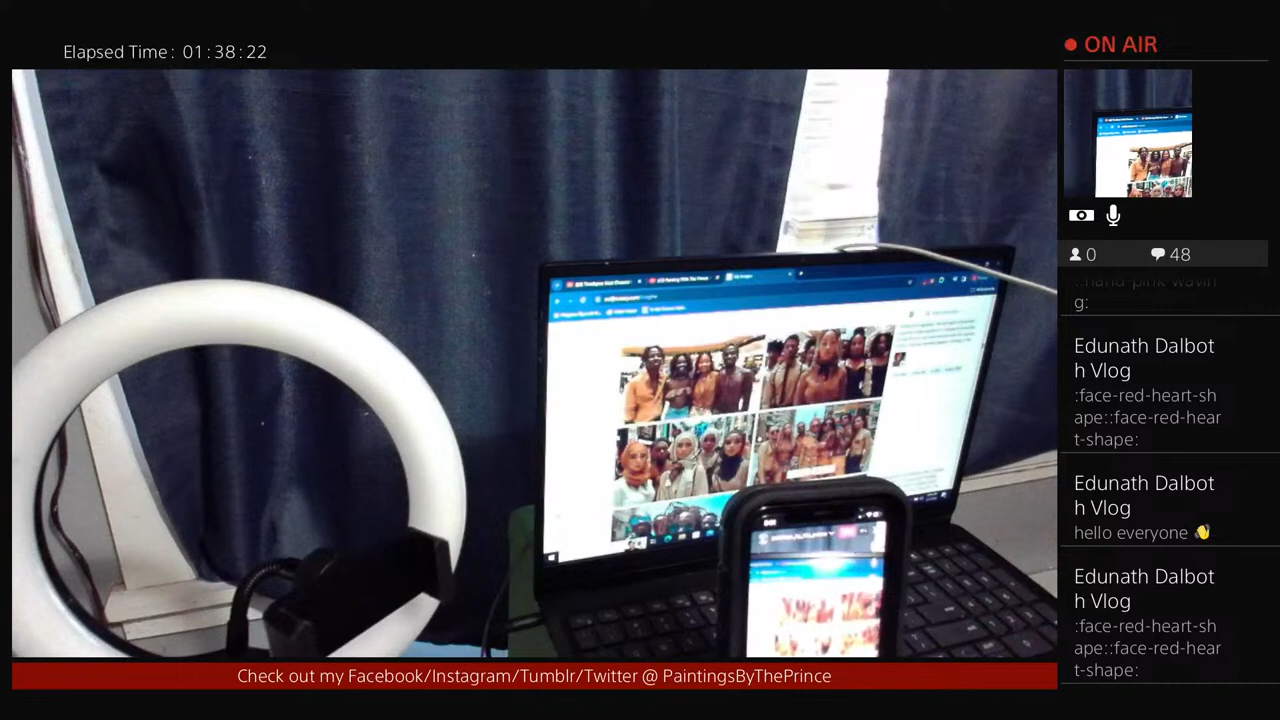 Elapsed Time: 01:38:22
ON AIR
0
48
g:
Edunath Dalbot
h Vlog
:face-red-heart-sh
ape::face-red-hear
t-shape:
Edunath Dalbot
h Vlog
hello everyone 👋
Edunath Dalbot
h Vlog
:face-red-heart-sh
ape::face-red-hear
t-shape:
Check out my Facebook/Instagram/Tumblr/Twitter @ PaintingsByThePrince